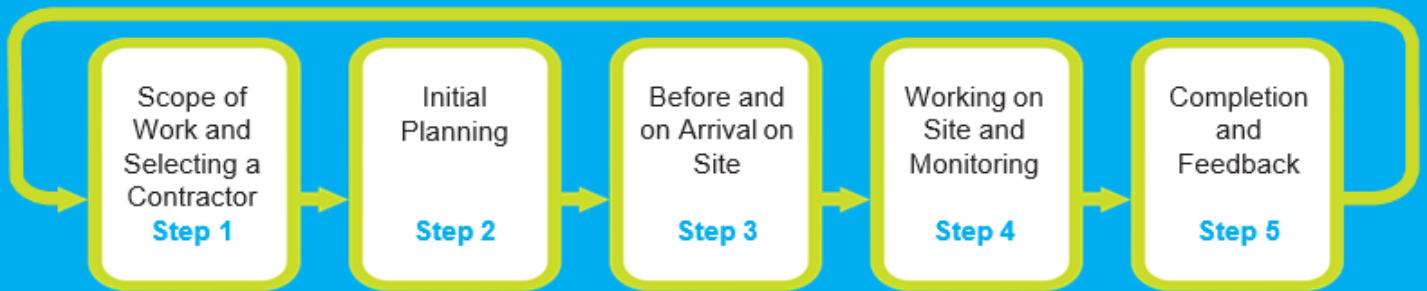 Scope of
Work and
Selecting a
Contractor
Step 1
Initial
Planning
Step 2
Before and
on Arrival on
Site
Step 3
Working on
Site and
Monitoring
Step 4
Completion
and
Feedback
Step 5